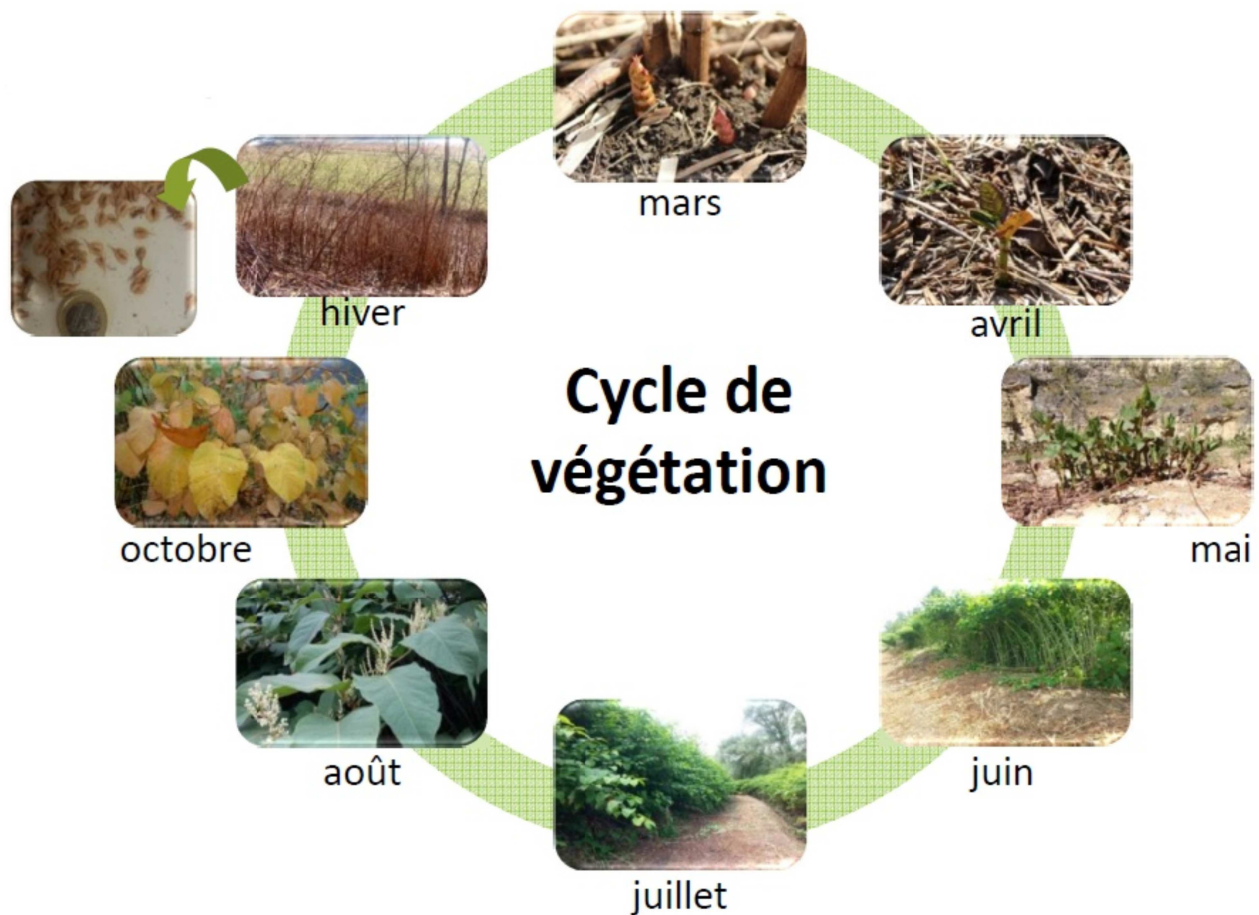 Cycle de
végétation
mars
avril
mai
juin
juillet
août
octobre
hiver